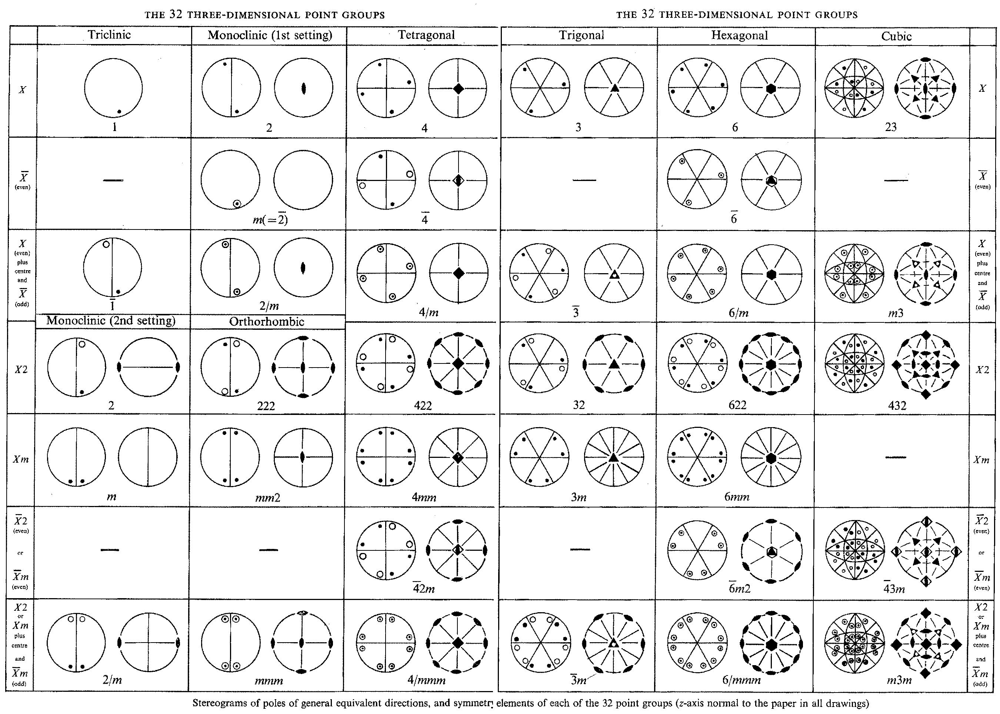 THE 32 THREE-DIMENSIONAL POINT GROUPS
THE 32 THREE-DIMENSIONAL POINT GROUPS
Triclinic
Monoclinic (1st setting)
Tetragonal
Trigonal
Hexagonal
Cubic
X
1
2
4
3
6
23
X
X̅
(even)
m(=2̅)
4̅
6̅
X̅
(even)
X
(even)
plus
centre
and
X̅
(odd)
1̅
2/m
4/m
3̅
6/m
m3
X
(even)
plus
centre
and
X̅
(odd)
Monoclinic (2nd setting)
Orthorhombic
X2
2
222
422
32
622
432
X2
Xm
m
mm2
4mm
3m
6mm
Xm
X̅2
(even)
or
X̅m
(even)
4̅2m
6̅m2
4̅3m
X̅2
(even)
or
X̅m
(even)
X2
or
Xm
plus
centre
and
X̅m
(odd)
2/m
mmm
4/mmm
3̅m
6/mmm
m3m
X2
or
Xm
plus
centre
and
X̅m
(odd)
Stereograms of poles of general equivalent directions, and symmetry elements of each of the 32 point groups (z-axis normal to the paper in all drawings)